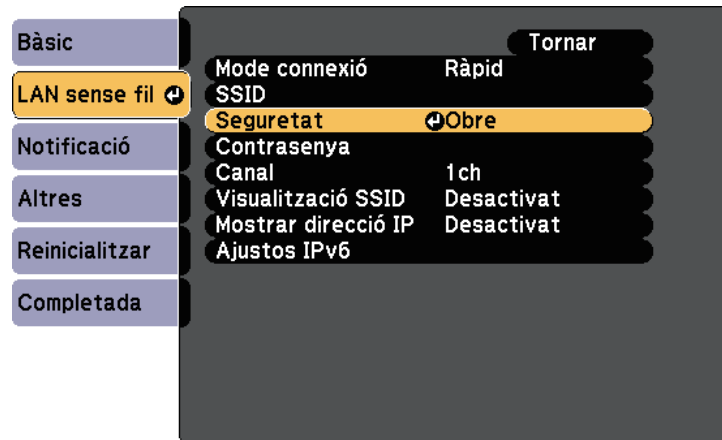 Bàsic
LAN sense fil
Notificació
Altres
Reinicialitzar
Completada
Tornar
Mode connexió Ràpid
SSID
Seguretat Obre
Contrasenya
Canal 1ch
Visualització SSID Desactivat
Mostrar direcció IP Desactivat
Ajustos IPv6